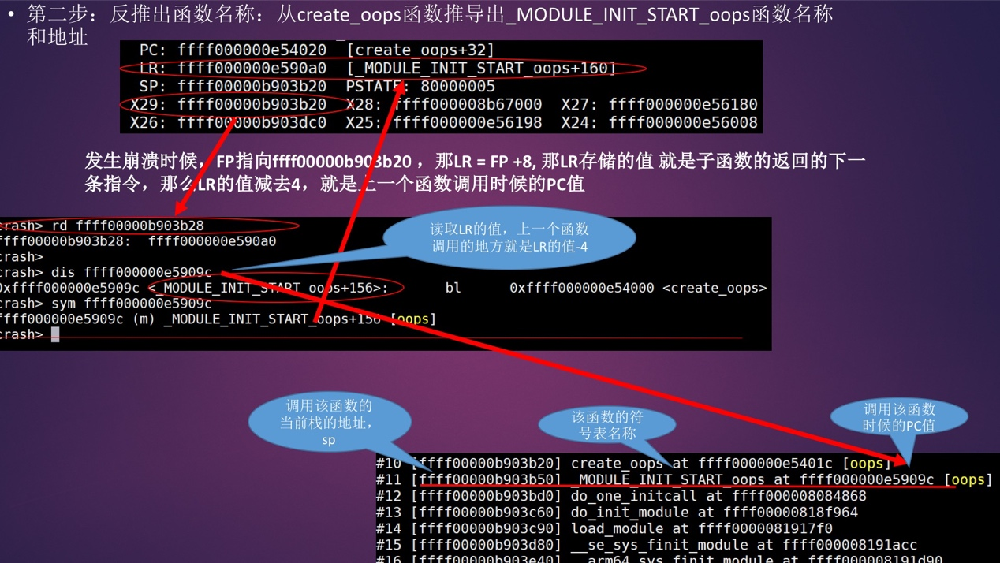 • 第二步：反推出函数名称：从create_oops函数推导出_MODULE_INIT_START_oops函数名称
和地址
PC: ffff000000e54020 [create_oops+32]
LR: ffff000000e590a0 [_MODULE_INIT_START_oops+160]
SP: ffff00000b903b20 PSTATE: 80000005
X29: ffff00000b903b20 X28: ffff000008b67000 X27: ffff000000e56180
X26: ffff00000b903dc0 X25: ffff000000e56198 X24: ffff000000e56008
发生崩溃时候，FP指向ffff00000b903b20 ，那LR = FP +8, 那LR存储的值 就是子函数的返回的下一
条指令，那么LR的值减去4，就是上一个函数调用时候的PC值
crash> rd ffff00000b903b28
ffff00000b903b28: ffff000000e590a0
crash>
crash> dis ffff000000e5909c
0xffff000000e5909c <_MODULE_INIT_START_oops+156>: bl 0xffff000000e54000 <create_oops>
crash> sym ffff000000e5909c
ffff000000e5909c (m) _MODULE_INIT_START_oops+156 [oops]
crash>
读取LR的值，上一个函数
调用的地方就是LR的值-4
调用该函数的
当前栈的地址，
sp
该函数的符
号表名称
调用该函数
时候的PC值
#10 [ffff00000b903b20] create_oops at ffff000000e5401c [oops]
#11 [ffff00000b903b50] _MODULE_INIT_START_oops at ffff000000e5909c [oops]
#12 [ffff00000b903bd0] do_one_initcall at ffff000008084868
#13 [ffff00000b903c60] do_init_module at ffff00000818f964
#14 [ffff00000b903c90] load_module at ffff0000081917f0
#15 [ffff00000b903d80] __se_sys_finit_module at ffff000008191acc
#16 [ffff00000b903e40] __arm64_sys_finit_module at ffff000008191d90